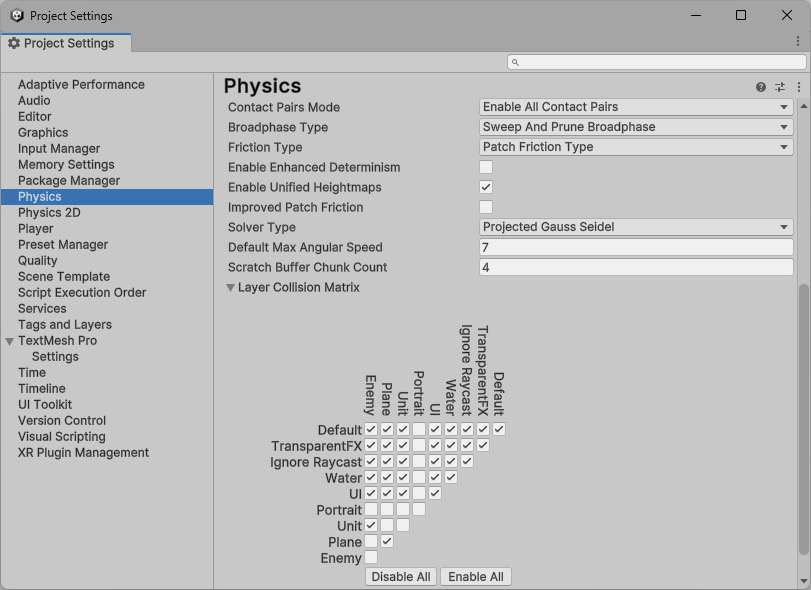 Project Settings
Project Settings
Adaptive Performance
Audio
Editor
Graphics
Input Manager
Memory Settings
Package Manager
Physics
Physics 2D
Player
Preset Manager
Quality
Scene Template
Script Execution Order
Services
Tags and Layers
TextMesh Pro
Settings
Time
Timeline
UI Toolkit
Version Control
Visual Scripting
XR Plugin Management
Physics
Contact Pairs Mode Enable All Contact Pairs
Broadphase Type Sweep And Prune Broadphase
Friction Type Patch Friction Type
Enable Enhanced Determinism
Enable Unified Heightmaps
Improved Patch Friction
Solver Type Projected Gauss Seidel
Default Max Angular Speed 7
Scratch Buffer Chunk Count 4
Layer Collision Matrix
Enemy
Plane
Unit
Portrait
UI
Water
Ignore Raycast
TransparentFX
Default
Default
TransparentFX
Ignore Raycast
Water
UI
Portrait
Unit
Plane
Enemy
Disable All Enable All